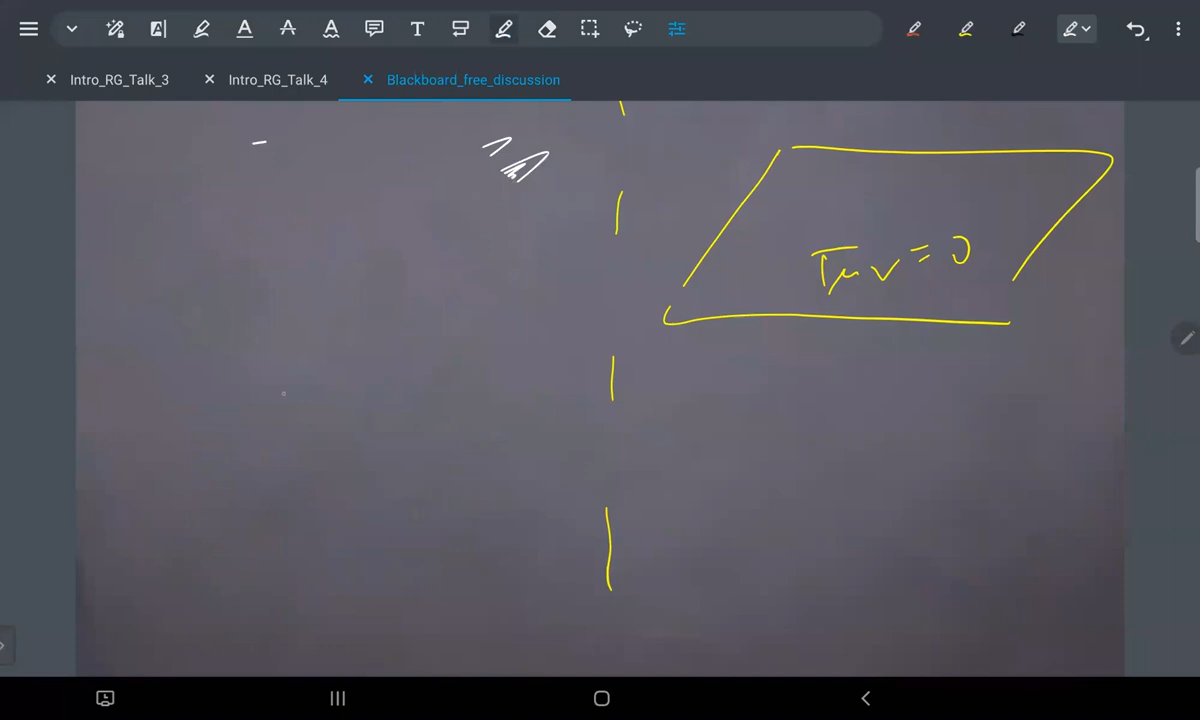 Intro_RG_Talk_3
Intro_RG_Talk_4
Blackboard_free_discussion
Tμν = 0